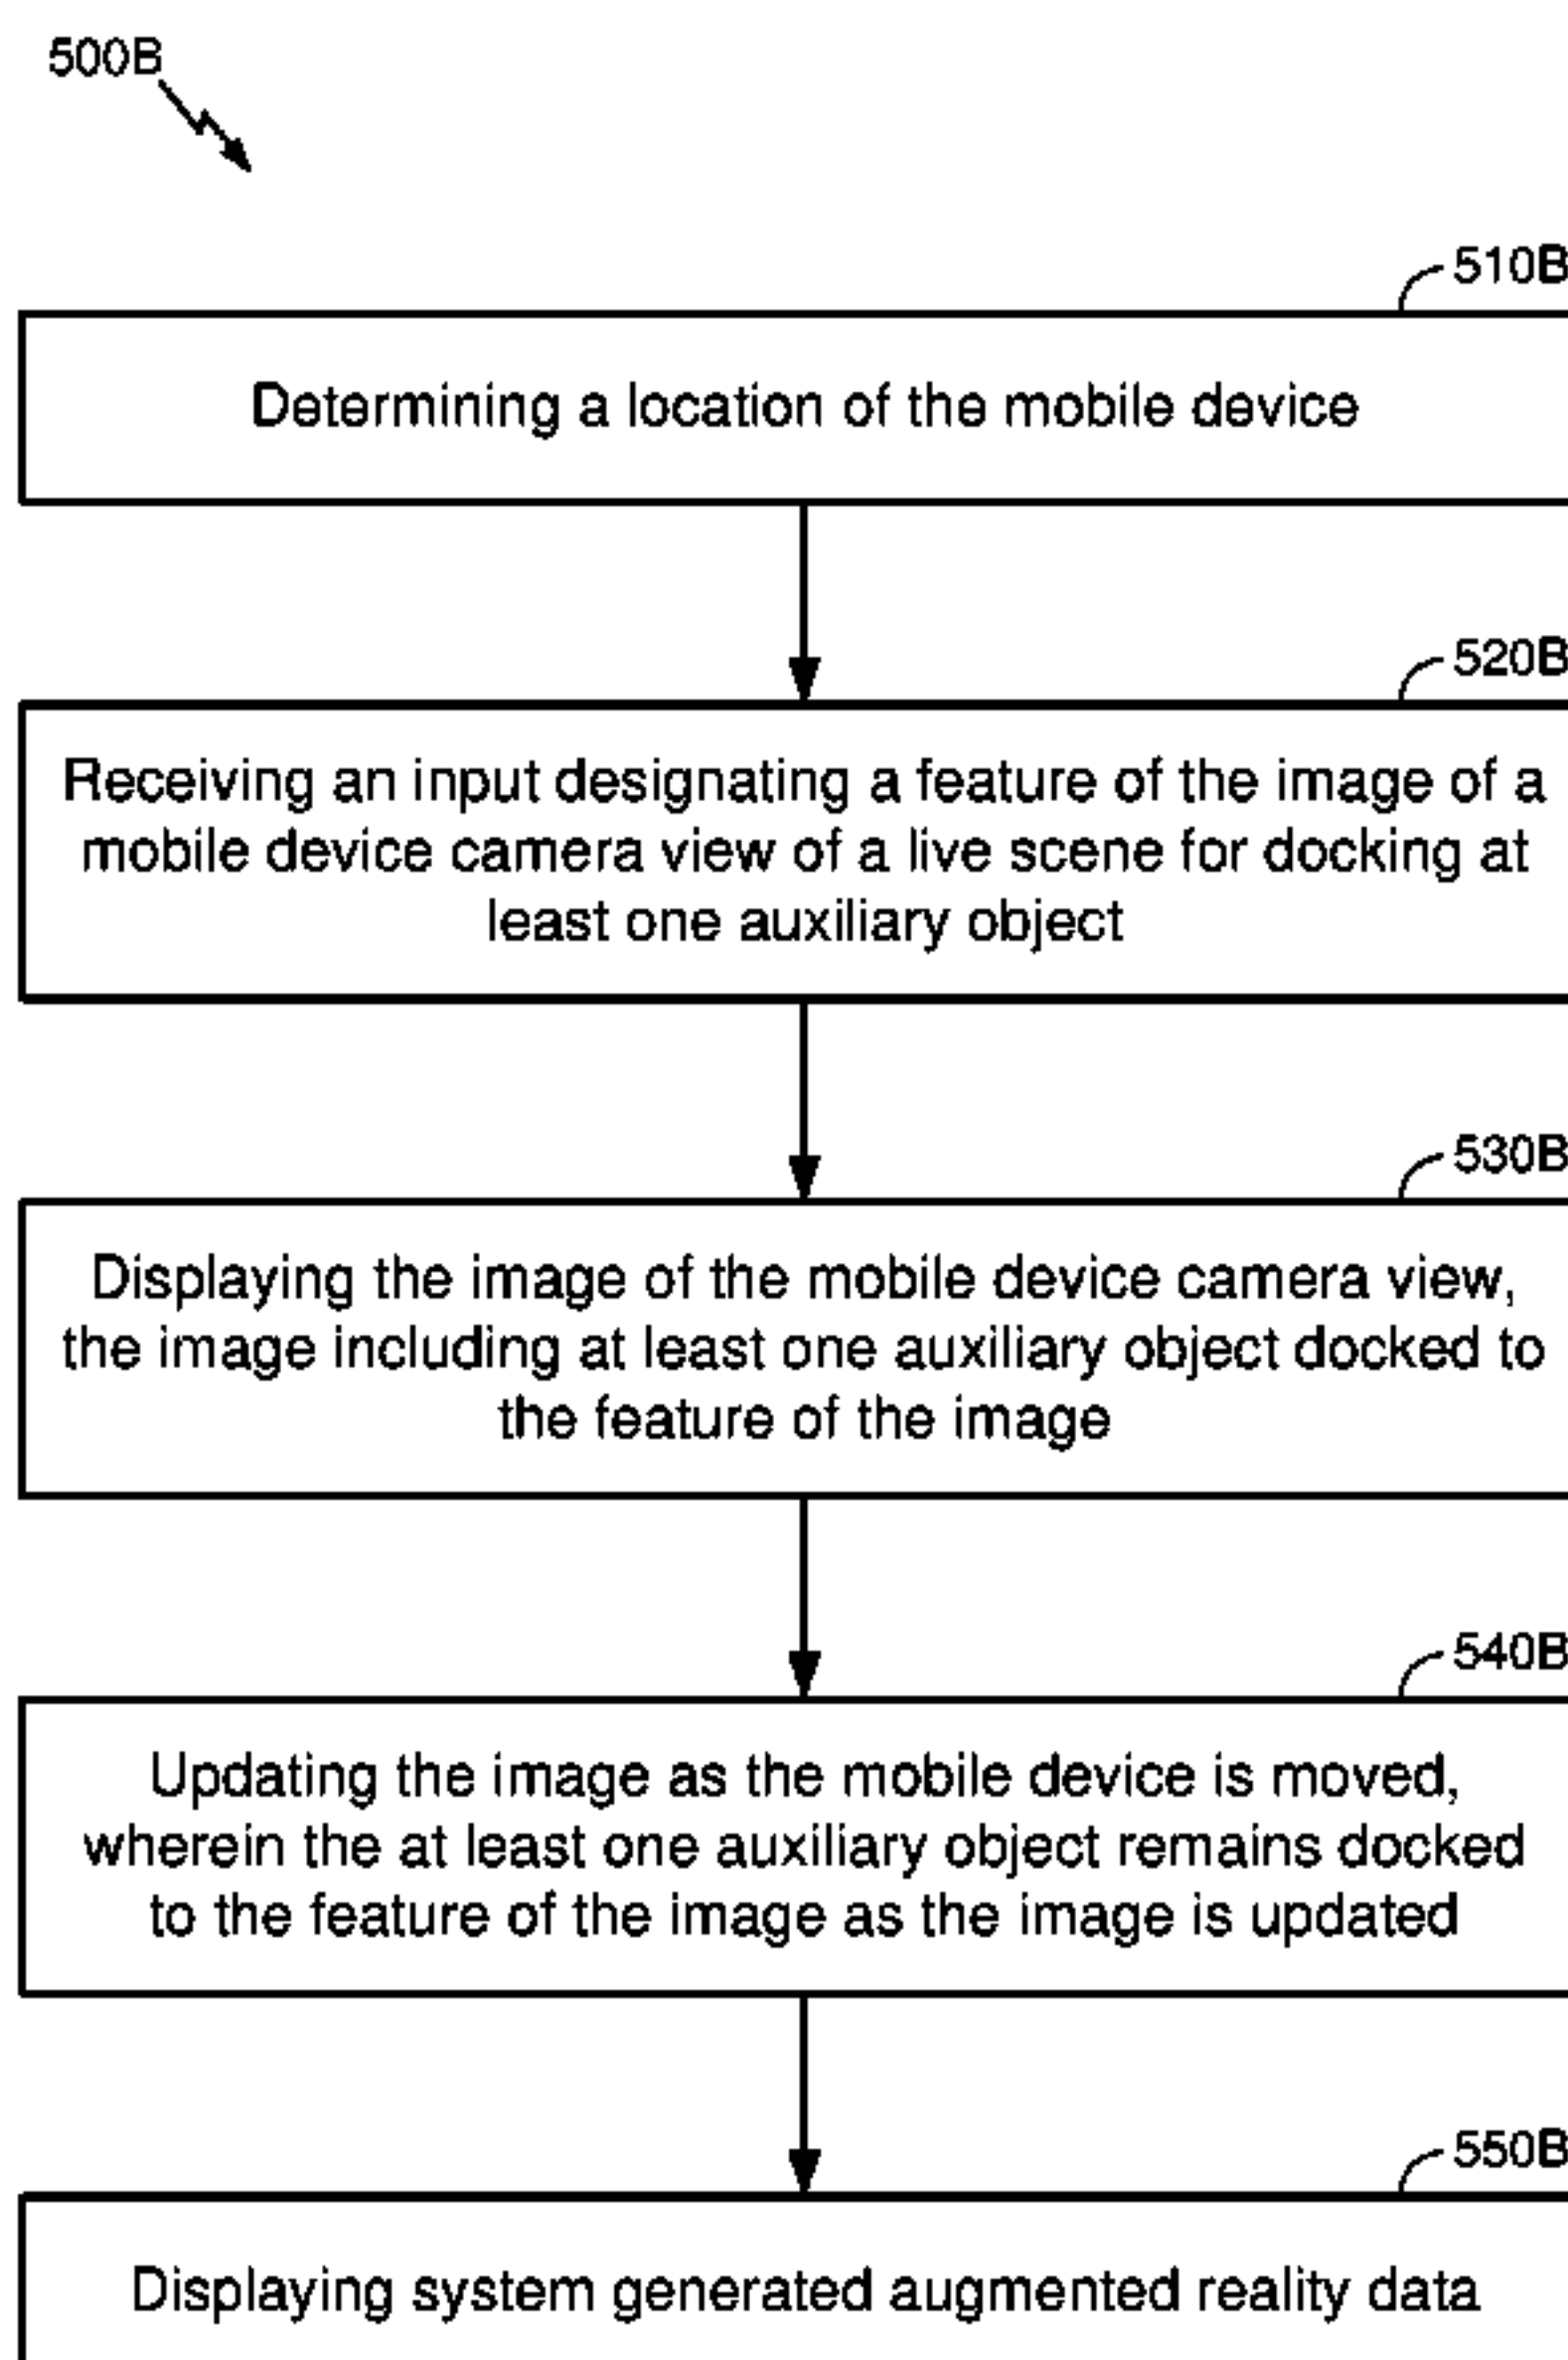 500B
510B
Determining a location of the mobile device
520B
Receiving an input designating a feature of the image of a
mobile device camera view of a live scene for docking at
least one auxiliary object
530B
Displaying the image of the mobile device camera view,
the image including at least one auxiliary object docked to
the feature of the image
540B
Updating the image as the mobile device is moved,
wherein the at least one auxiliary object remains docked
to the feature of the image as the image is updated
550B
Displaying system generated augmented reality data